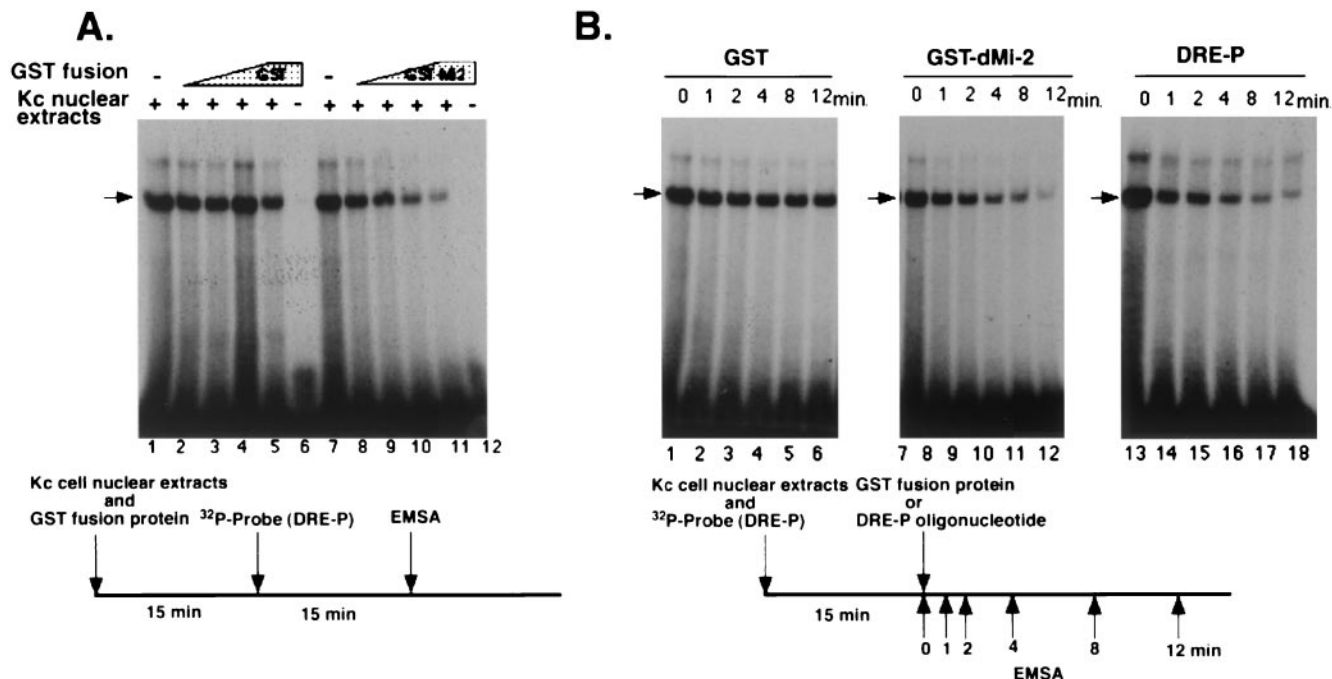 A.
GST fusion - GST - GST-Mi2
Kc nuclear extracts + + + + + - + + + + + -
1 2 3 4 5 6 7 8 9 10 11 12
Kc cell nuclear extracts
and
GST fusion protein
32P-Probe (DRE-P)
EMSA
15 min
15 min
B.
GST
0 1 2 4 8 12 min.
GST-dMi-2
0 1 2 4 8 12 min.
DRE-P
0 1 2 4 8 12 min.
1 2 3 4 5 6
7 8 9 10 11 12
13 14 15 16 17 18
Kc cell nuclear extracts
and
32P-Probe (DRE-P)
GST fusion protein
or
DRE-P oligonucleotide
15 min
0 1 2 4 8 12 min
EMSA